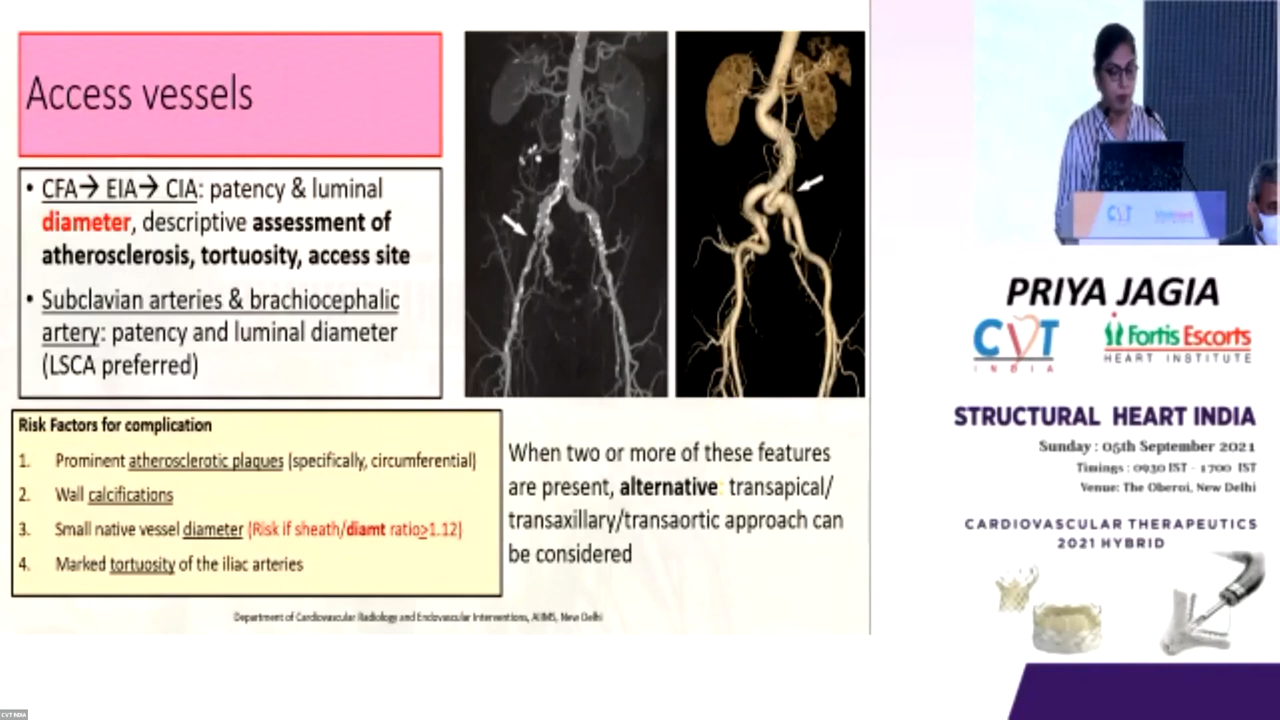 Access vessels
• CFA→ EIA→ CIA: patency & luminal
diameter, descriptive assessment of
atherosclerosis, tortuosity, access site
• Subclavian arteries & brachiocephalic
artery: patency and luminal diameter
(LSCA preferred)
Risk Factors for complication
1. Prominent atherosclerotic plaques (specifically, circumferential)
2. Wall calcifications
3. Small native vessel diameter (Risk if sheath/diamt ratio≥1.12)
4. Marked tortuosity of the iliac arteries
When two or more of these features
are present, alternative: transapical/
transaxillary/transaortic approach can
be considered
Department of Cardiovascular Radiology and Endovascular Interventions, AIIMS, New Delhi
CVT
PRIYA JAGIA
CVT
INDIA
Fortis Escorts
HEART INSTITUTE
STRUCTURAL HEART INDIA
Sunday : 05th September 2021
Timings : 0930 IST - 1700 IST
Venue: The Oberoi, New Delhi
CARDIOVASCULAR THERAPEUTICS
2021 HYBRID
CVT INDIA